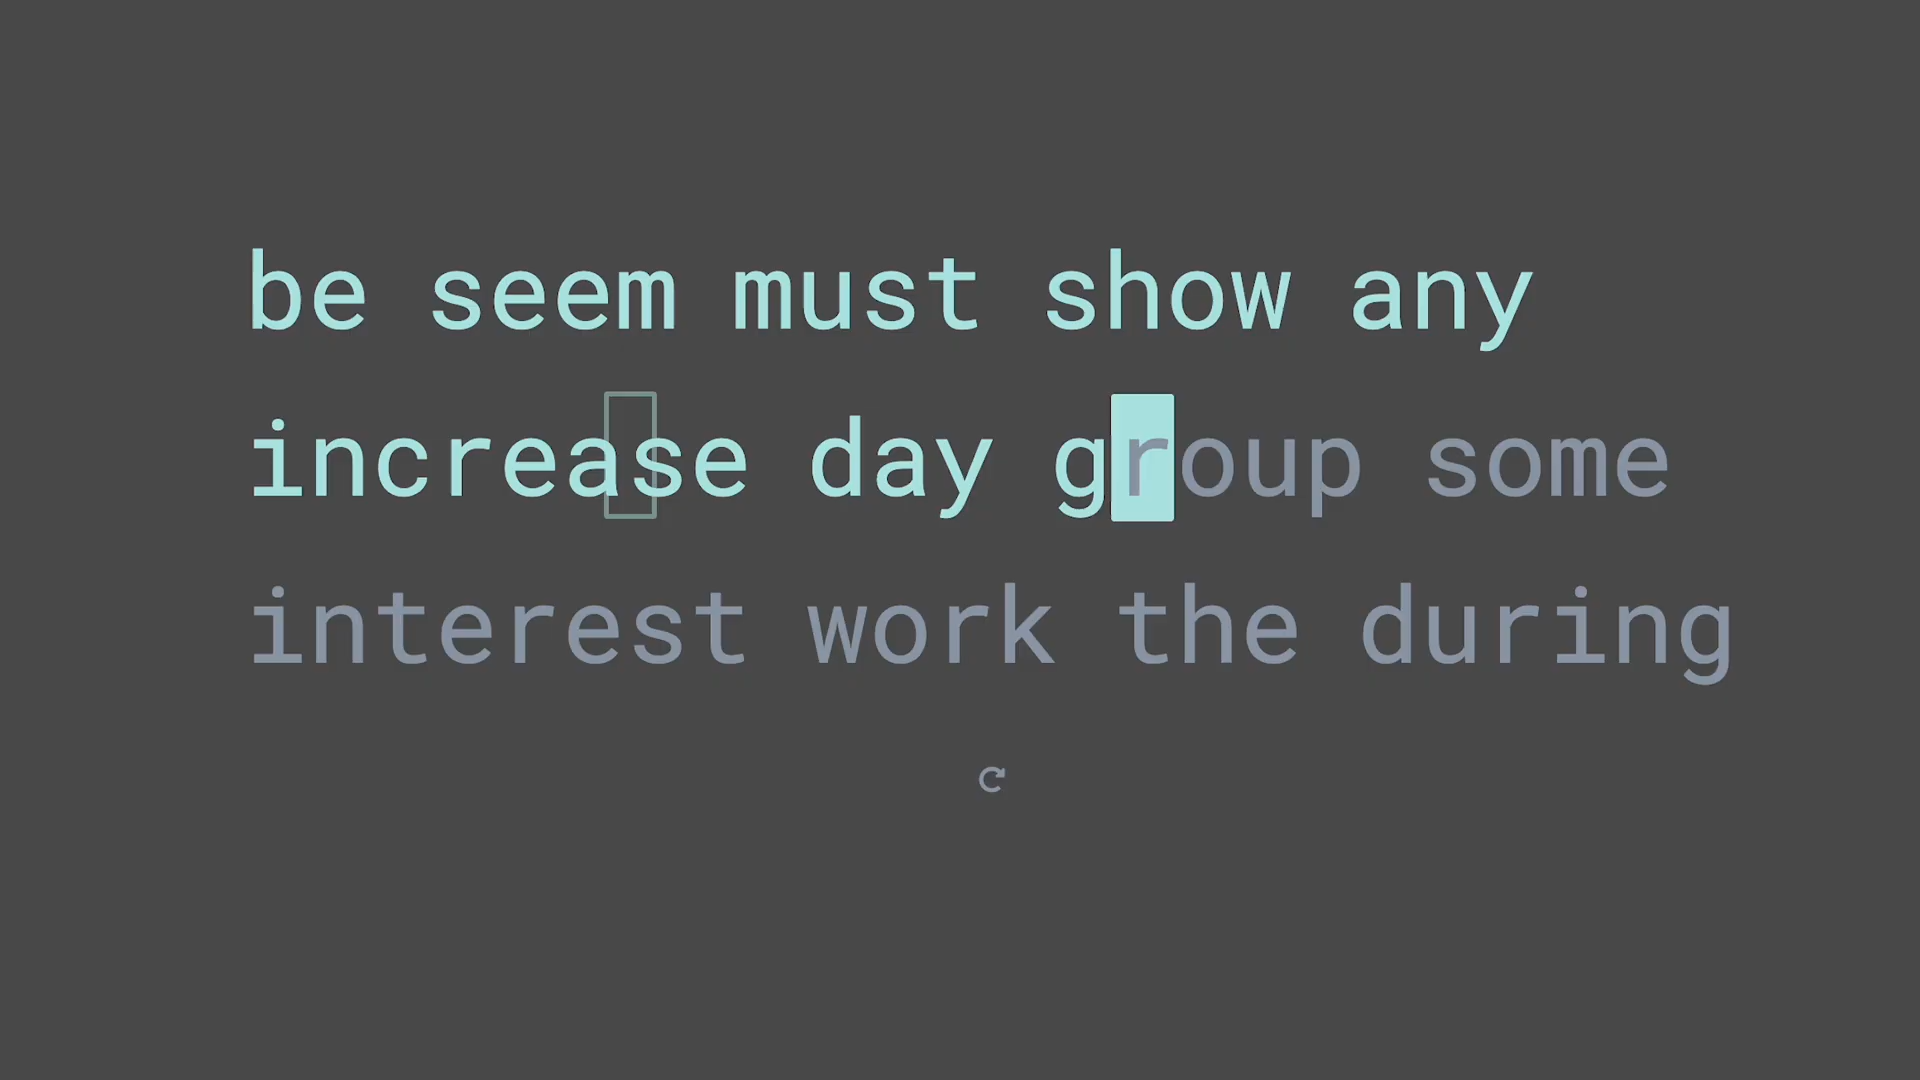 be seem must show any
increase day group some
interest work the during